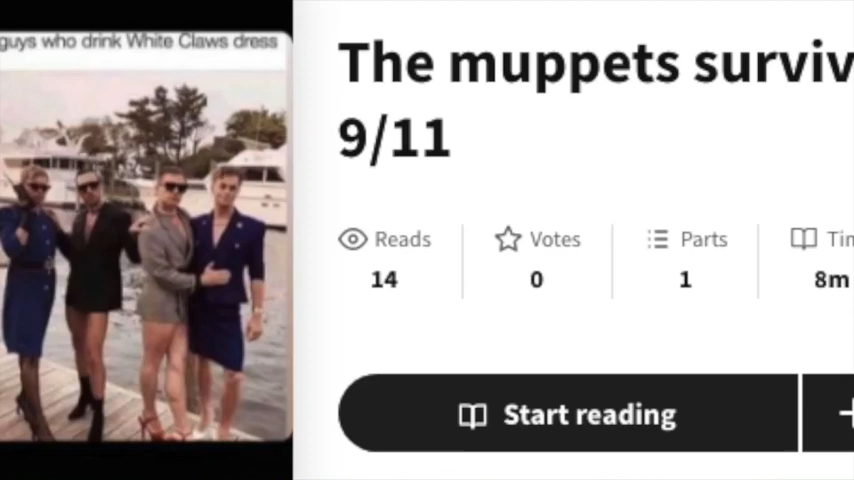 guys who drink White Claws dress
The muppets surviv
9/11
Reads
Votes
Parts
Tim
14
0
1
8m
Start reading